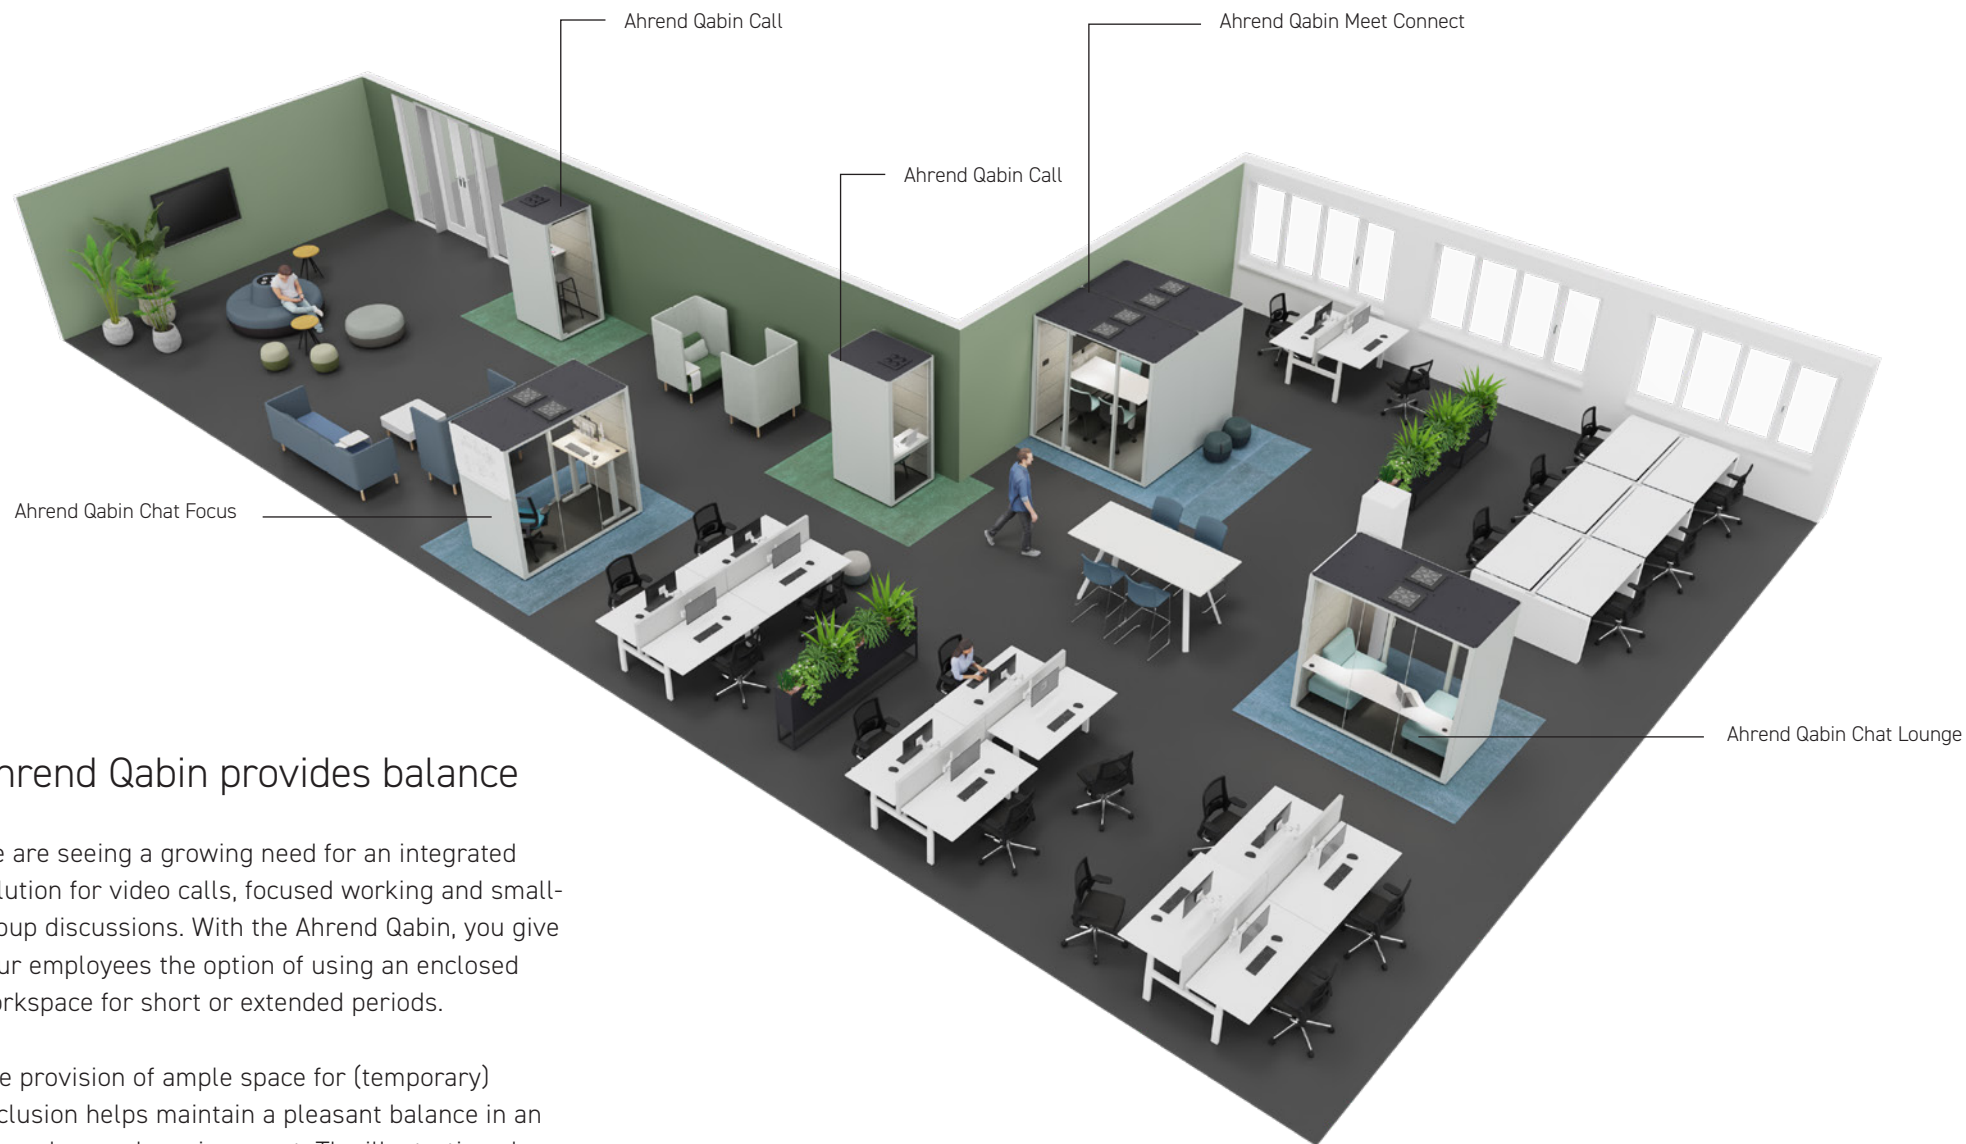 Ahrend Qabin Call
Ahrend Qabin Meet Connect
Ahrend Qabin Call
Ahrend Qabin Chat Focus
Ahrend Qabin Chat Lounge
hrend Qabin provides balance
e are seeing a growing need for an integrated
lution for video calls, focused working and small-
oup discussions. With the Ahrend Qabin, you give
ur employees the option of using an enclosed
orkspace for short or extended periods.
e provision of ample space for (temporary)
clusion helps maintain a pleasant balance in an